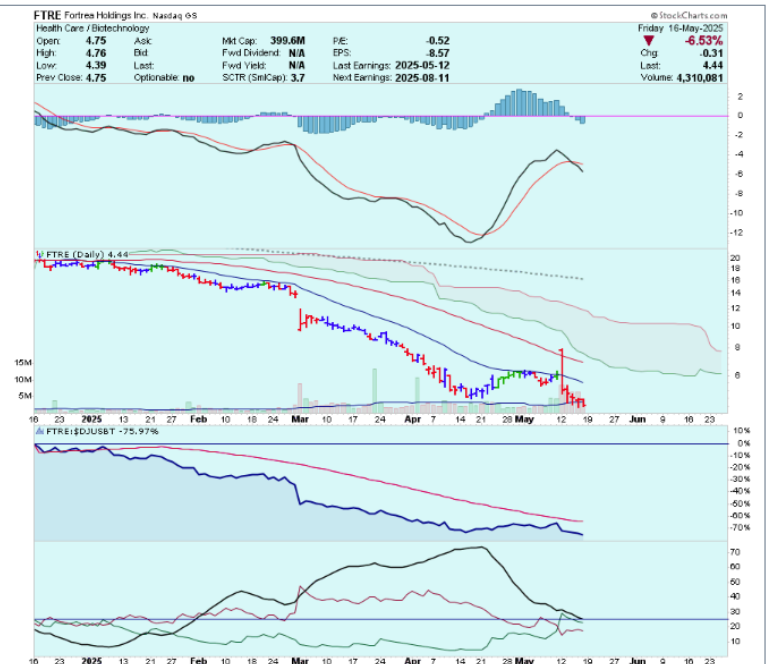 FTRE Fortrea Holdings Inc. Nasdaq GS © StockCharts.com
Health Care / Biotechnology Friday 16-May-2025
Open: 4.75 Ask: Mkt Cap: 399.6M P/E: -0.52 ▼ -6.53%
High: 4.76 Bid: Fwd Dividend: N/A EPS: -8.57 Chg: -0.31
Low: 4.39 Last: Fwd Yield: N/A Last Earnings: 2025-05-12 Last: 4.44
Prev Close: 4.75 Optionable: no SCTR (SmlCap): 3.7 Next Earnings: 2025-08-11 Volume: 4,310,081
2
0
-2
-4
-6
-8
-10
-12
FTRE (Daily) 4.44
20
18
16
14
12
10
8
6
15M
10M
5M
16 23 2025 13 21 27 Feb 10 18 24 Mar 10 17 24 Apr 7 14 21 28 May 12 19 27 Jun 9 16 23
FTRE:$DJUSBT -75.97%
10%
0%
-10%
-20%
-30%
-40%
-50%
-60%
-70%
70
60
50
40
30
20
10
16 23 2025 13 21 27 Feb 10 18 24 Mar 10 17 24 Apr 7 14 21 28 May 12 19 27 Jun 9 16 23